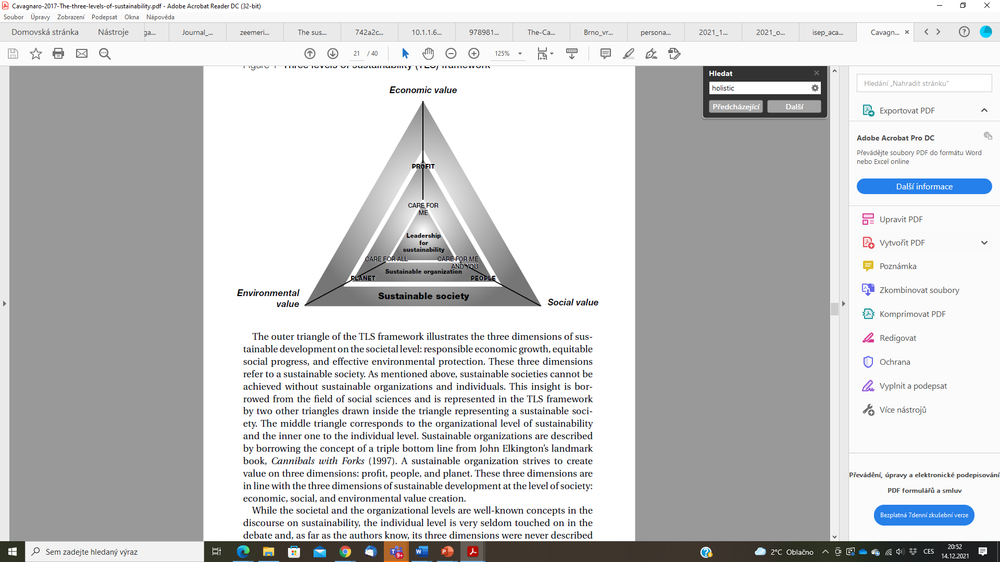 Cavagnaro-2017-The-three-levels-of-sustainability.pdf - Adobe Acrobat Reader DC (32-bit)
Soubor Úpravy Zobrazení Podepsat Okna Nápověda
Domovská stránka Nástroje ga... Journal_... zeemeri... The sus... 742a2c... 10.1.1.6... 978981... The-Ca... Brno_vr... persona... 2021_1... 2021_o... isep_aca... Cavagn...
21 / 40 125%
Figure 1 Three levels of sustainability (TLS) framework
Economic value
PROFIT
CARE FOR
ME
Leadership
for
sustainability
CARE FOR ALL CARE FOR ME
AND YOU
Sustainable organization
PLANET PEOPLE
Environmental
value
Sustainable society
Social value
The outer triangle of the TLS framework illustrates the three dimensions of sus-
tainable development on the societal level: responsible economic growth, equitable
social progress, and effective environmental protection. These three dimensions
refer to a sustainable society. As mentioned above, sustainable societies cannot be
achieved without sustainable organizations and individuals. This insight is bor-
rowed from the field of social sciences and is represented in the TLS framework
by two other triangles drawn inside the triangle representing a sustainable soci-
ety. The middle triangle corresponds to the organizational level of sustainability
and the inner one to the individual level. Sustainable organizations are described
by borrowing the concept of a triple bottom line from John Elkington's landmark
book, Cannibals with Forks (1997). A sustainable organization strives to create
value on three dimensions: profit, people, and planet. These three dimensions are
in line with the three dimensions of sustainable development at the level of society:
economic, social, and environmental value creation.
While the societal and the organizational levels are well-known concepts in the
discourse on sustainability, the individual level is very seldom touched on in the
debate and, as far as the authors know, its three dimensions were never described
Hledat
holistic
Předcházející Další
Hledání „Nahradit stránku"
Exportovat PDF
Adobe Acrobat Pro DC
Převádějte soubory PDF do formátu Word
nebo Excel online
Další informace
Upravit PDF
Vytvořit PDF
Poznámka
Zkombinovat soubory
Komprimovat PDF
Redigovat
Ochrana
Vyplnit a podepsat
Více nástrojů
Převádění, úpravy a elektronické podepisování
PDF formulářů a smluv
Bezplatná 7denní zkušební verze
Sem zadejte hledaný výraz
9+
2°C Oblačno
CES
20:52
14.12.2021